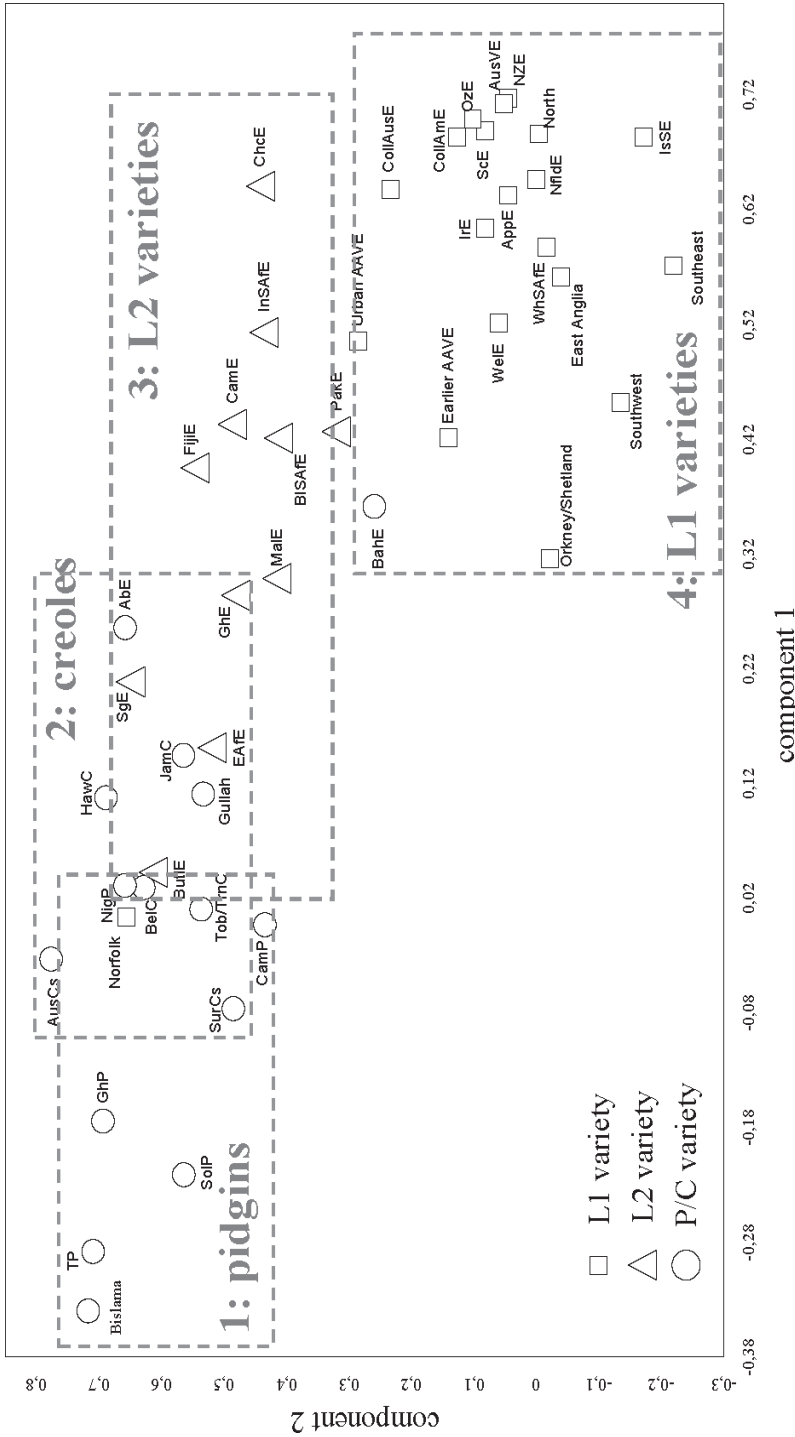 1: pidgins
2: creoles
3: L2 varieties
4: L1 varieties
Bislama
TP
SolP
GhP
AusCs
SurCs
Norfolk
NigP
BelC
ButlE
Tob/TrnC
CamP
HawC
JamC
Gullah
EAfE
SgE
AbE
GhE
MalE
FijiE
CamE
BlSAfE
PakE
InSAfE
ChcE
BahE
Orkney/Shetland
Earlier AAVE
Urban AAVE
Southwest
WelE
East Anglia
WhSAfE
Southeast
IrE
AppE
NfldE
CollAusE
CollAmE
ScE
OzE
AusVE
NZE
North
IsSE
L1 variety
L2 variety
P/C variety
component 2
0,8
0,7
0,6
0,5
0,4
0,3
0,2
0,1
0
-0,1
-0,2
-0,3
-0,38
-0,28
-0,18
-0,08
0,02
0,12
0,22
0,32
0,42
0,52
0,62
0,72
component 1